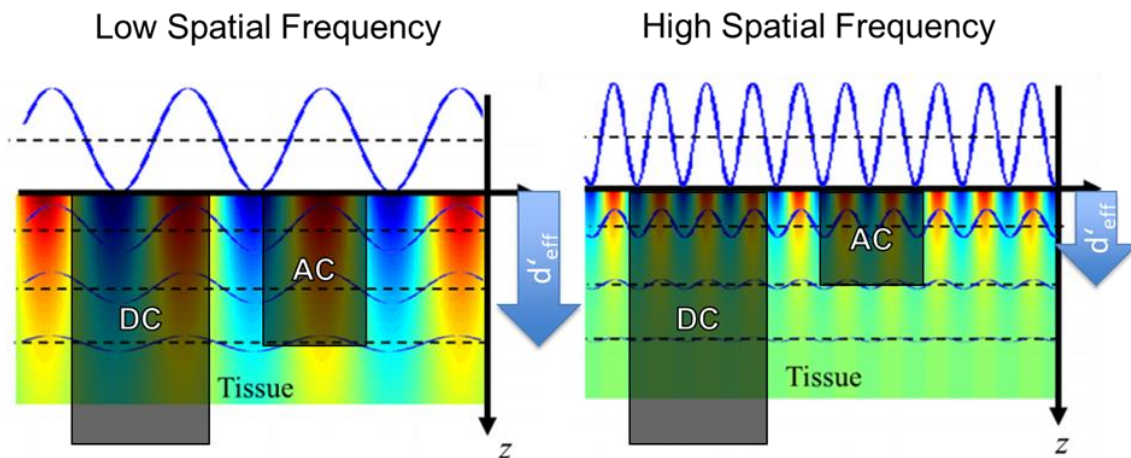 Low Spatial Frequency
High Spatial Frequency
DC
AC
d'eff
Tissue
z
DC
AC
d'eff
Tissue
z